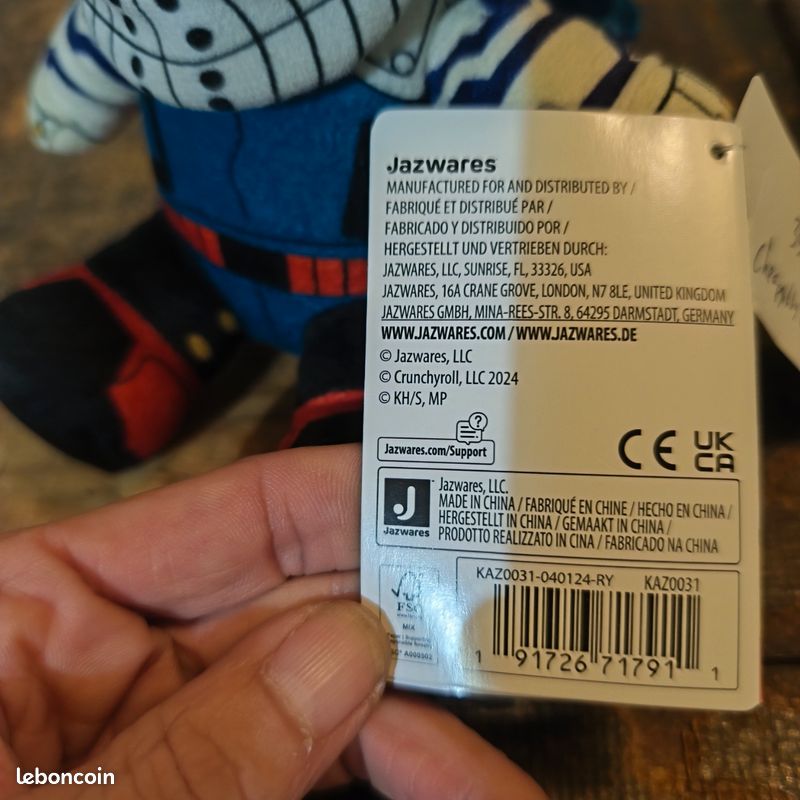 Jazwares
MANUFACTURED FOR AND DISTRIBUTED BY /
FABRIQUÉ ET DISTRIBUÉ PAR /
FABRICADO Y DISTRIBUIDO POR /
HERGESTELLT UND VERTRIEBEN DURCH:
JAZWARES, LLC, SUNRISE, FL, 33326, USA
JAZWARES, 16A CRANE GROVE, LONDON, N7 8LE, UNITED KINGDOM
JAZWARES GMBH, MINA-REES-STR. 8, 64295 DARMSTADT, GERMANY
WWW.JAZWARES.COM / WWW.JAZWARES.DE
© Jazwares, LLC
© Crunchyroll, LLC 2024
© KH/S, MP
?
Jazwares.com/Support
CE UK CA
J
Jazwares
Jazwares, LLC.
MADE IN CHINA / FABRIQUÉ EN CHINE / HECHO EN CHINA /
HERGESTELLT IN CHINA / GEMAAKT IN CHINA /
PRODOTTO REALIZZATO IN CINA / FABRICADO NA CHINA
FSC
MIX
KAZ0031-040124-RY KAZ0031
1 91726 71791 1
leboncoin